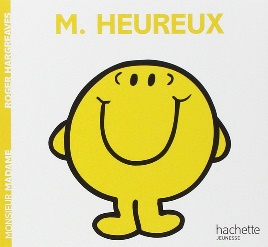 M. HEUREUX
ROGER HARGREAVES
MONSIEUR MADAME
hachette
JEUNESSE